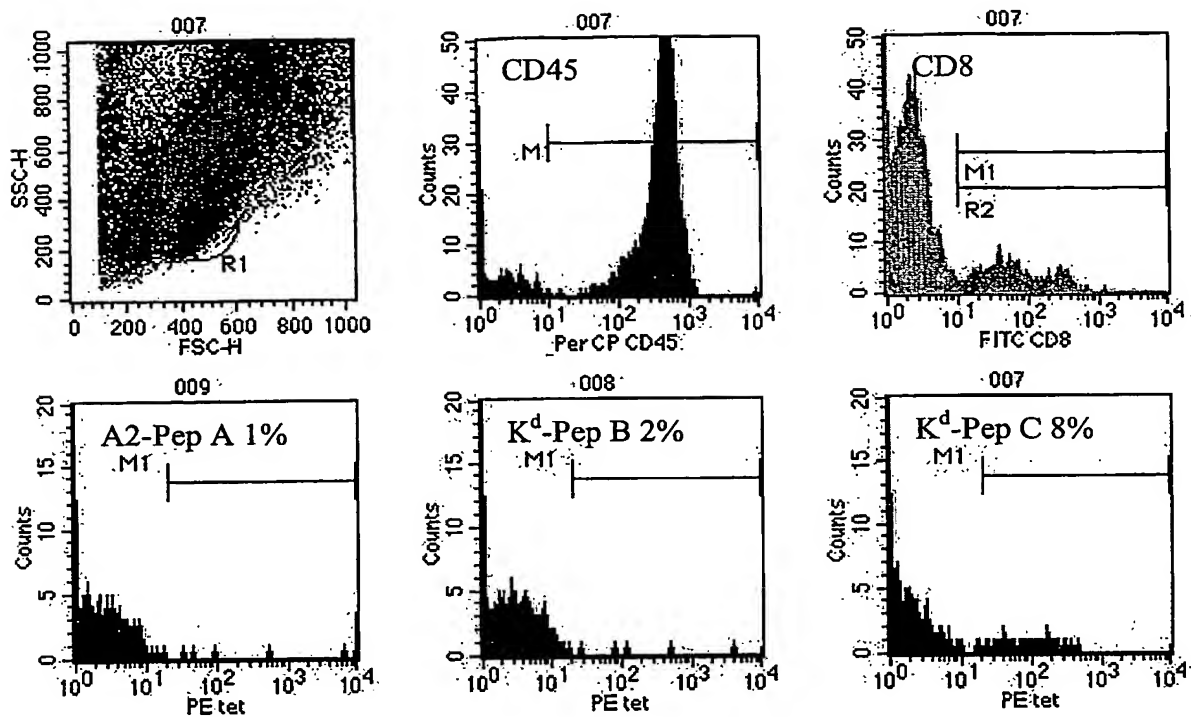 007
1000
800
600
400
200
0
SSC-H
R1
0 200 400 600 800 1000
FSC-H
007
CD45
50
40
30
20
10
0
Counts
M
10^0 10^1 10^2 10^3 10^4
Per CP CD45
007
CD8
50
40
30
20
10
0
Counts
M1
R2
10^0 10^1 10^2 10^3 10^4
FITC CD8
009
A2-Pep A 1%
M1
20
15
10
5
0
Counts
10^0 10^1 10^2 10^3 10^4
PE tet
008
K^d-Pep B 2%
M1
20
15
10
5
0
Counts
10^0 10^1 10^2 10^3 10^4
PE tet
007
K^d-Pep C 8%
M1
20
15
10
5
0
Counts
10^0 10^1 10^2 10^3 10^4
PE tet